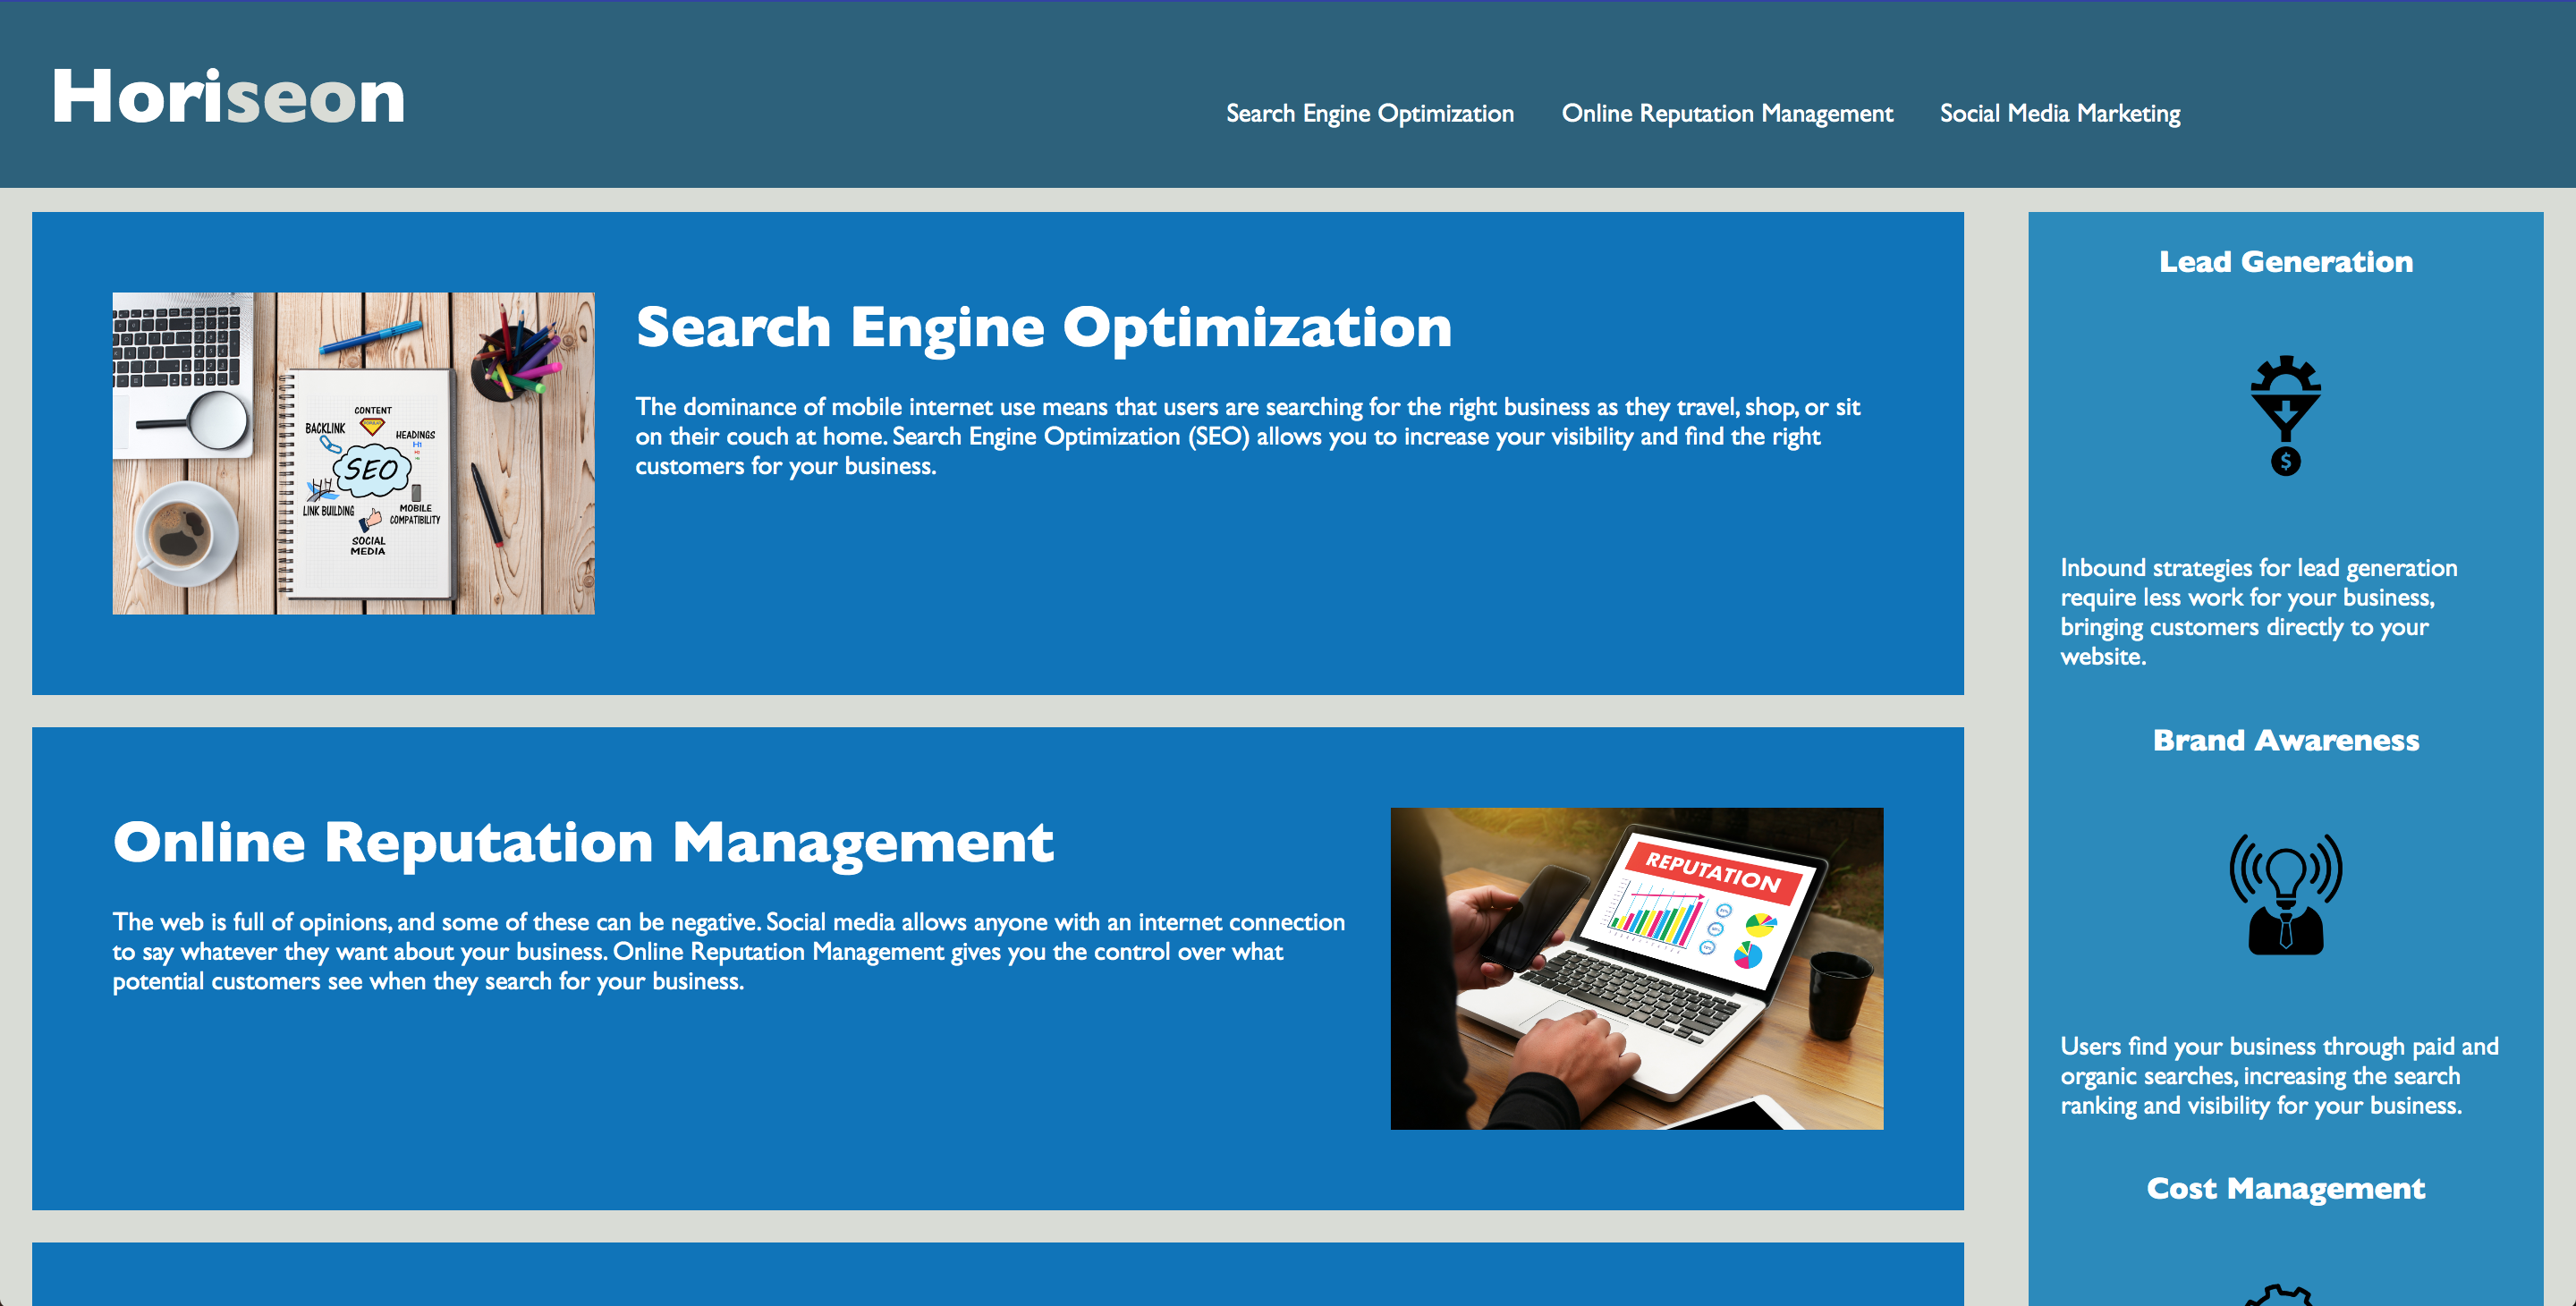 Horiseon
Search Engine Optimization
Online Reputation Management
Social Media Marketing
CONTENT
BACKLINK
HEADINGS
SEO
LINK BUILDING
MOBILE
COMPATIBILITY
SOCIAL
MEDIA
Search Engine Optimization
The dominance of mobile internet use means that users are searching for the right business as they travel, shop, or sit
on their couch at home. Search Engine Optimization (SEO) allows you to increase your visibility and find the right
customers for your business.
Online Reputation Management
The web is full of opinions, and some of these can be negative. Social media allows anyone with an internet connection
to say whatever they want about your business. Online Reputation Management gives you the control over what
potential customers see when they search for your business.
REPUTATION
Lead Generation
$
Inbound strategies for lead generation
require less work for your business,
bringing customers directly to your
website.
Brand Awareness
Users find your business through paid and
organic searches, increasing the search
ranking and visibility for your business.
Cost Management